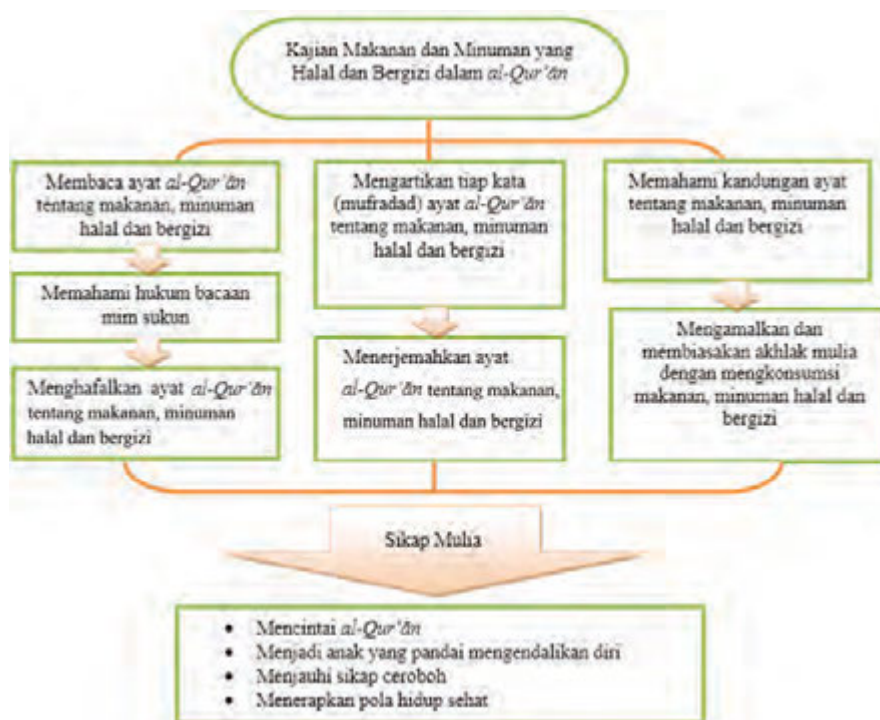 Kajian Makanan dan Minuman yang
Halal dan Bergizi dalam al-Qur'ān
Membaca ayat al-Qur'ān
tentang makanan, minuman
halal dan bergizi
Memahami hukum bacaan
mim sukun
Menghafalkan ayat al-Qur'ān
tentang makanan, minuman
halal dan bergizi
Mengartikan tiap kata
(mufradad) ayat al-Qur'ān
tentang makanan, minuman
halal dan bergizi
Menerjemahkan ayat
al-Qur'ān tentang makanan,
minuman halal dan bergizi
Memahami kandungan ayat
tentang makanan, minuman
halal dan bergizi
Mengamalkan dan
membiasakan akhlak mulia
dengan mengkonsumsi
makanan, minuman halal dan
bergizi
Sikap Mulia
• Mencintai al-Qur'ān
• Menjadi anak yang pandai mengendalikan diri
• Menjauhi sikap ceroboh
• Menerapkan pola hidup sehat